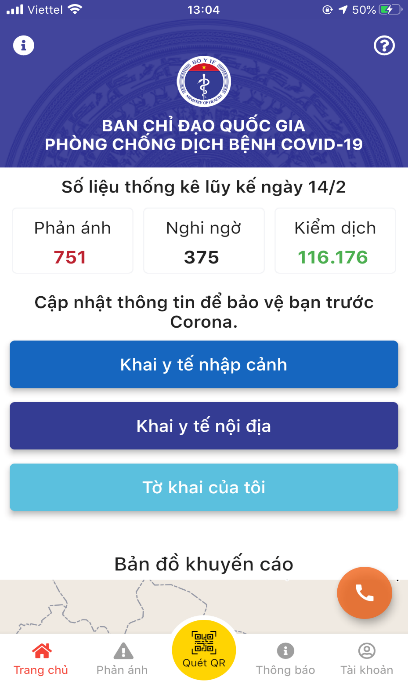 Viettel
13:04
50%
BAN CHỈ ĐẠO QUỐC GIA
PHÒNG CHỐNG DỊCH BỆNH COVID-19
Số liệu thống kê lũy kế ngày 14/2
Phản ánh
751
Nghi ngờ
375
Kiểm dịch
116.176
Cập nhật thông tin để bảo vệ bạn trước
Corona.
Khai y tế nhập cảnh
Khai y tế nội địa
Tờ khai của tôi
Bản đồ khuyến cáo
Trang chủ
Phản ánh
Quét QR
Thông báo
Tài khoản